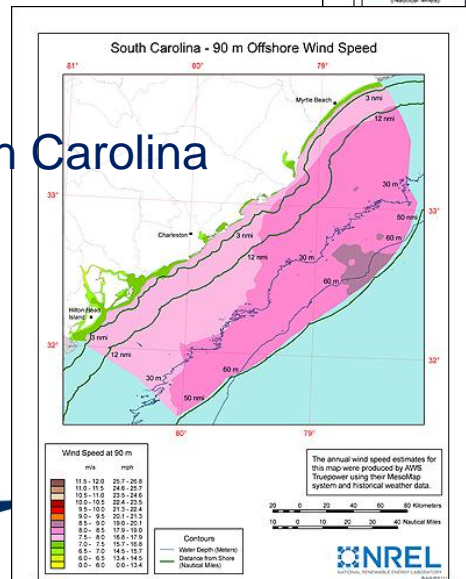 (Nautical Miles)
South Carolina - 90 m Offshore Wind Speed
81°
80°
79°
Myrtle Beach
3 nmi
12 nmi
n Carolina
33°
30 m
33°
50 nmi
Charleston
3 nmi
60 m
12 nmi
30 m
60 m
Hilton Head
Island
3 nmi
32°
12 nmi
60 m
32°
30 m
50 nmi
80°
79°
Wind Speed at 90 m
m/s mph
11.5 - 12.0 25.7 - 26.8
11.0 - 11.5 24.6 - 25.7
10.5 - 11.0 23.5 - 24.6
10.0 - 10.5 22.4 - 23.5
9.5 - 10.0 21.3 - 22.4
9.0 - 9.5 20.1 - 21.3
8.5 - 9.0 19.0 - 20.1
8.0 - 8.5 17.9 - 19.0
7.5 - 8.0 16.8 - 17.9
7.0 - 7.5 15.7 - 16.8
6.5 - 7.0 14.5 - 15.7
6.0 - 6.5 13.4 - 14.5
0.0 - 6.0 0.0 - 13.4
Contours
Water Depth (Meters)
Distance from Shore
(Nautical Miles)
The annual wind speed estimates for
this map were produced by AWS
Truepower using their MesoMap
system and historical weather data.
20 0 20 40 60 80 Kilometers
10 0 10 20 30 40 Nautical Miles
NREL
NATIONAL RENEWABLE ENERGY LABORATORY